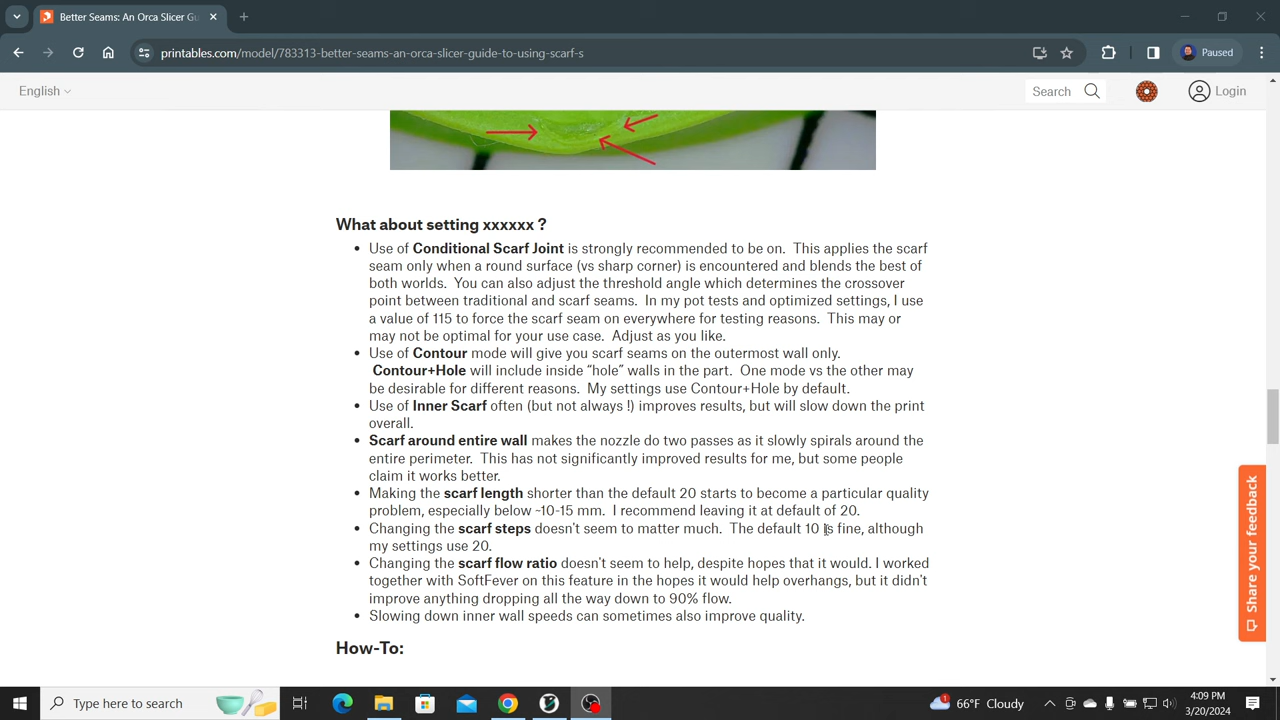 Better Seams: An Orca Slicer Gu
printables.com/model/783313-better-seams-an-orca-slicer-guide-to-using-scarf-s
Paused
English
Search
Login
What about setting xxxxxx ?
Use of Conditional Scarf Joint is strongly recommended to be on.  This applies the scarf
seam only when a round surface (vs sharp corner) is encountered and blends the best of
both worlds.  You can also adjust the threshold angle which determines the crossover
point between traditional and scarf seams.  In my pot tests and optimized settings, I use
a value of 115 to force the scarf seam on everywhere for testing reasons.  This may or
may not be optimal for your use case.  Adjust as you like.
Use of Contour mode will give you scarf seams on the outermost wall only.
Contour+Hole will include inside “hole” walls in the part.  One mode vs the other may
be desirable for different reasons.  My settings use Contour+Hole by default.
Use of Inner Scarf often (but not always !) improves results, but will slow down the print
overall.
Scarf around entire wall makes the nozzle do two passes as it slowly spirals around the
entire perimeter.  This has not significantly improved results for me, but some people
claim it works better.
Making the scarf length shorter than the default 20 starts to become a particular quality
problem, especially below ~10-15 mm.  I recommend leaving it at default of 20.
Changing the scarf steps doesn't seem to matter much.  The default 10 is fine, although
my settings use 20.
Changing the scarf flow ratio doesn't seem to help, despite hopes that it would. I worked
together with SoftFever on this feature in the hopes it would help overhangs, but it didn't
improve anything dropping all the way down to 90% flow.
Slowing down inner wall speeds can sometimes also improve quality.
How-To:
Share your feedback
Type here to search
1
66°F Cloudy
4:09 PM
3/20/2024